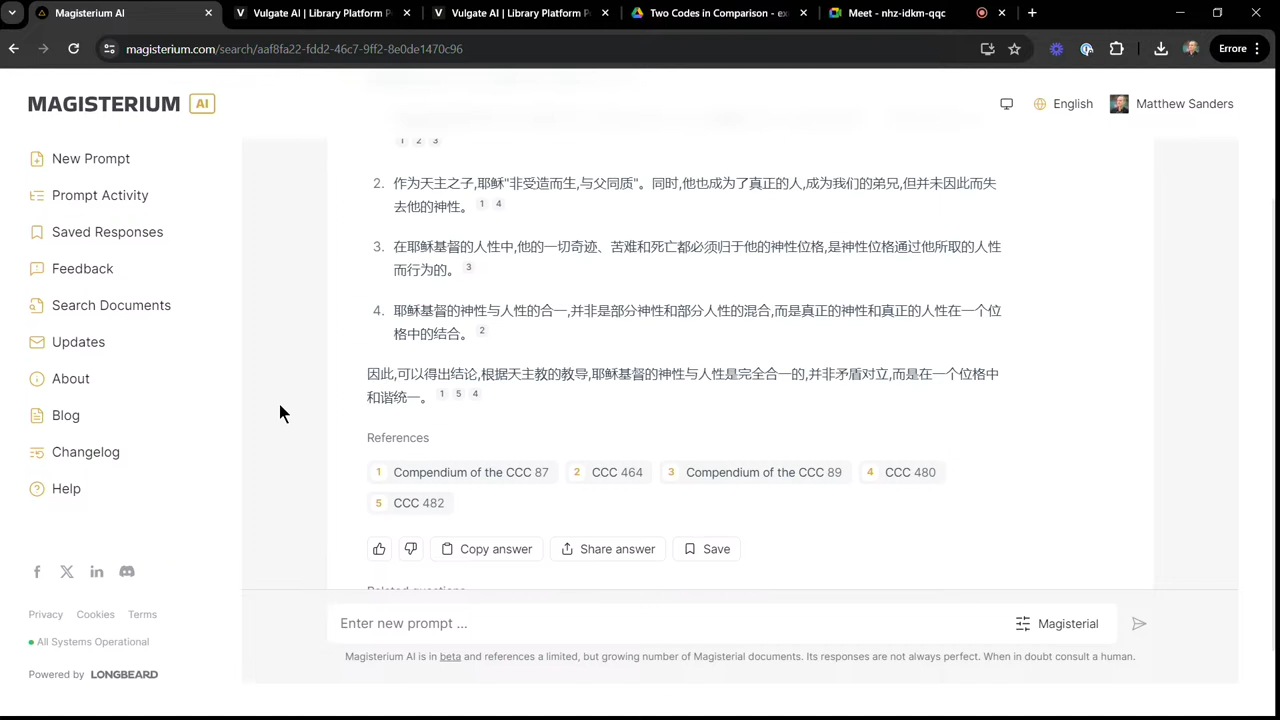 Magisterium AI
Vulgate AI | Library Platform P
Vulgate AI | Library Platform P
Two Codes in Comparison - ex
Meet - nhz-idkm-qqc
magisterium.com/search/aaf8fa22-fdd2-46c7-9ff2-8e0de1470c96
Errore
MAGISTERIUM AI
English
Matthew Sanders
New Prompt
Prompt Activity
Saved Responses
Feedback
Search Documents
Updates
About
Blog
Changelog
Help
Privacy Cookies Terms
All Systems Operational
Powered by LONGBEARD
1 2 3
2. 作为天主之子,耶稣"非受造而生,与父同质"。同时,他也成为了真正的人,成为我们的弟兄,但并未因此而失
去他的神性。 1 4
3. 在耶稣基督的人性中,他的一切奇迹、苦难和死亡都必须归于他的神性位格,是神性位格通过他所取的人性
而行为的。 3
4. 耶稣基督的神性与人性的合一,并非是部分神性和部分人性的混合,而是真正的神性和真正的人性在一个位
格中的结合。 2
因此,可以得出结论,根据天主教的教导,耶稣基督的神性与人性是完全合一的,并非矛盾对立,而是在一个位格中
和谐统一。 1 5 4
References
1 Compendium of the CCC 87 2 CCC 464 3 Compendium of the CCC 89 4 CCC 480
5 CCC 482
Copy answer Share answer Save
Related questions
Enter new prompt ... Magisterial
Magisterium AI is in beta and references a limited, but growing number of Magisterial documents. Its responses are not always perfect. When in doubt consult a human.